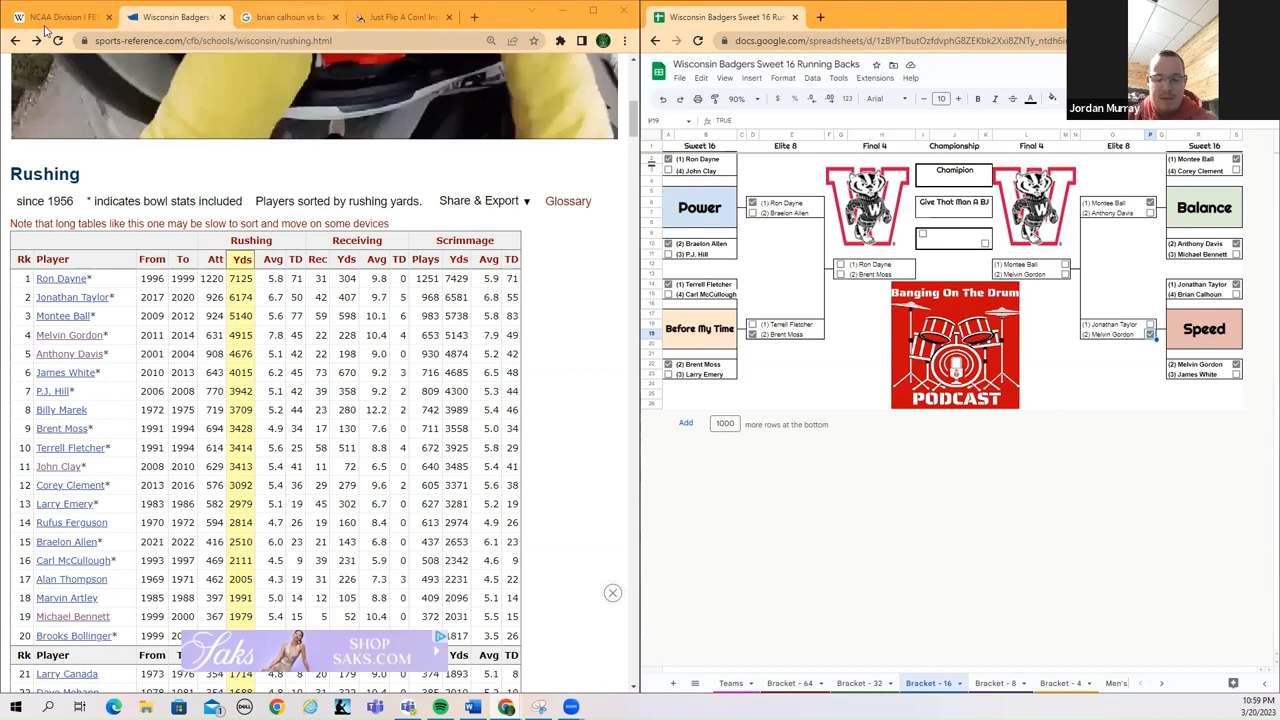 NCAA Division I FB
Wisconsin Badgers
brian calhoun vs bo
Just Flip A Coin! Ins
sports-reference.com/cfb/schools/wisconsin/rushing.html
Rushing
since 1956 * indicates bowl stats included Players sorted by rushing yards. Share & Export ▼ Glossary
Note that long tables like this one may be slow to sort and move on some devices
Rushing Receiving Scrimmage
Rk Player From To Att Yds Avg TD Rec Yds Avg TD Plays Yds Avg TD
1 Ron Dayne* 1996 1999 1220 7125 5.8 71 31 304 9.8 0 1251 7429 5.9 71
2 Jonathan Taylor* 2017 2020 926 6174 6.7 50 42 407 9.7 5 968 6581 6.8 55
3 Montee Ball* 2009 2012 924 5140 5.6 77 59 598 10.1 6 983 5738 5.8 83
4 Melvin Gordon* 2011 2014 631 4915 7.8 45 22 228 10.4 4 653 5143 7.9 49
5 Anthony Davis* 2001 2004 908 4676 5.1 42 22 198 9.0 0 930 4874 5.2 42
6 James White* 2010 2013 643 4015 6.2 45 73 670 9.2 3 716 4685 6.5 48
7 P.J. Hill* 2006 2008 770 3942 5.1 42 39 358 9.2 2 809 4300 5.3 44
8 Billy Marek 1972 1975 719 3709 5.2 44 23 280 12.2 2 742 3989 5.4 46
9 Brent Moss* 1991 1994 694 3428 4.9 34 17 130 7.6 0 711 3558 5.0 34
10 Terrell Fletcher* 1991 1994 614 3414 5.6 25 58 511 8.8 4 672 3925 5.8 29
11 John Clay* 2008 2010 629 3413 5.4 41 11 72 6.5 0 640 3485 5.4 41
12 Corey Clement* 2013 2016 576 3092 5.4 36 29 279 9.6 2 605 3371 5.6 38
13 Larry Emery* 1983 1986 582 2979 5.1 19 45 302 6.7 0 627 3281 5.2 19
14 Rufus Ferguson 1970 1972 594 2814 4.7 26 19 160 8.4 0 613 2974 4.9 26
15 Braelon Allen* 2021 2022 416 2510 6.0 23 21 143 6.8 0 437 2653 6.1 23
16 Carl McCullough* 1993 1997 469 2111 4.5 9 39 231 5.9 0 508 2342 4.6 9
17 Alan Thompson 1969 1971 462 2005 4.3 19 31 226 7.3 3 493 2231 4.5 22
18 Marvin Artley 1985 1988 397 1991 5.0 14 12 105 8.8 0 409 2096 5.1 14
19 Michael Bennett 1999 2000 367 1979 5.4 15 5 52 10.4 0 372 2031 5.5 15
20 Brooks Bollinger* 1999 1817 3.5 26
Saks SHOP SAKS.COM
Rk Player From To Att Yds Avg TD Rec Yds Avg TD Plays Yds Avg TD
21 Larry Canada 1973 1976 354 1714 4.8 8 20 179 9.0 0 374 1893 5.1 8
Wisconsin Badgers Sweet 16 Run
docs.google.com/spreadsheets/d/1zBYPTbutOzfdvphG8ZEKbk2Xxi8ZNTy_ntdh6in
Wisconsin Badgers Sweet 16 Running Backs
File Edit View Insert Format Data Tools Extensions Help
90% $ % .0 .00 123 Arial 10 B I S A
P19 TRUE
Jordan Murray
A B C D E F G H I J K L M N O P Q R S
1 Sweet 16 Elite 8 Final 4 Championship Final 4 Elite 8 Sweet 16
(1) Ron Dayne
(4) John Clay
Power
(2) Braelon Allen
(3) P.J. Hill
(1) Terrell Fletcher
(4) Carl McCullough
Before My Time
(2) Brent Moss
(3) Larry Emery
(1) Ron Dayne
(2) Braelon Allen
(1) Terrell Fletcher
(2) Brent Moss
(1) Ron Dayne
(2) Brent Moss
W
Chamipion
Give That Mon A BJ
W
Banging On The Drum
PODCAST
(1) Montee Ball
(2) Melvin Gordon
(1) Montee Ball
(2) Anthony Davis
(1) Jonathan Taylor
(2) Melvin Gordon
(1) Montee Ball
(4) Corey Clement
Balance
(2) Anthony Davis
(3) Michael Bennett
(1) Jonathan Taylor
(4) Brian Calhoun
Speed
(2) Melvin Gordon
(3) James White
Add 1000 more rows at the bottom
Teams Bracket - 64 Bracket - 32 Bracket - 16 Bracket - 8 Bracket - 4 Men's
10:59 PM
3/20/2023